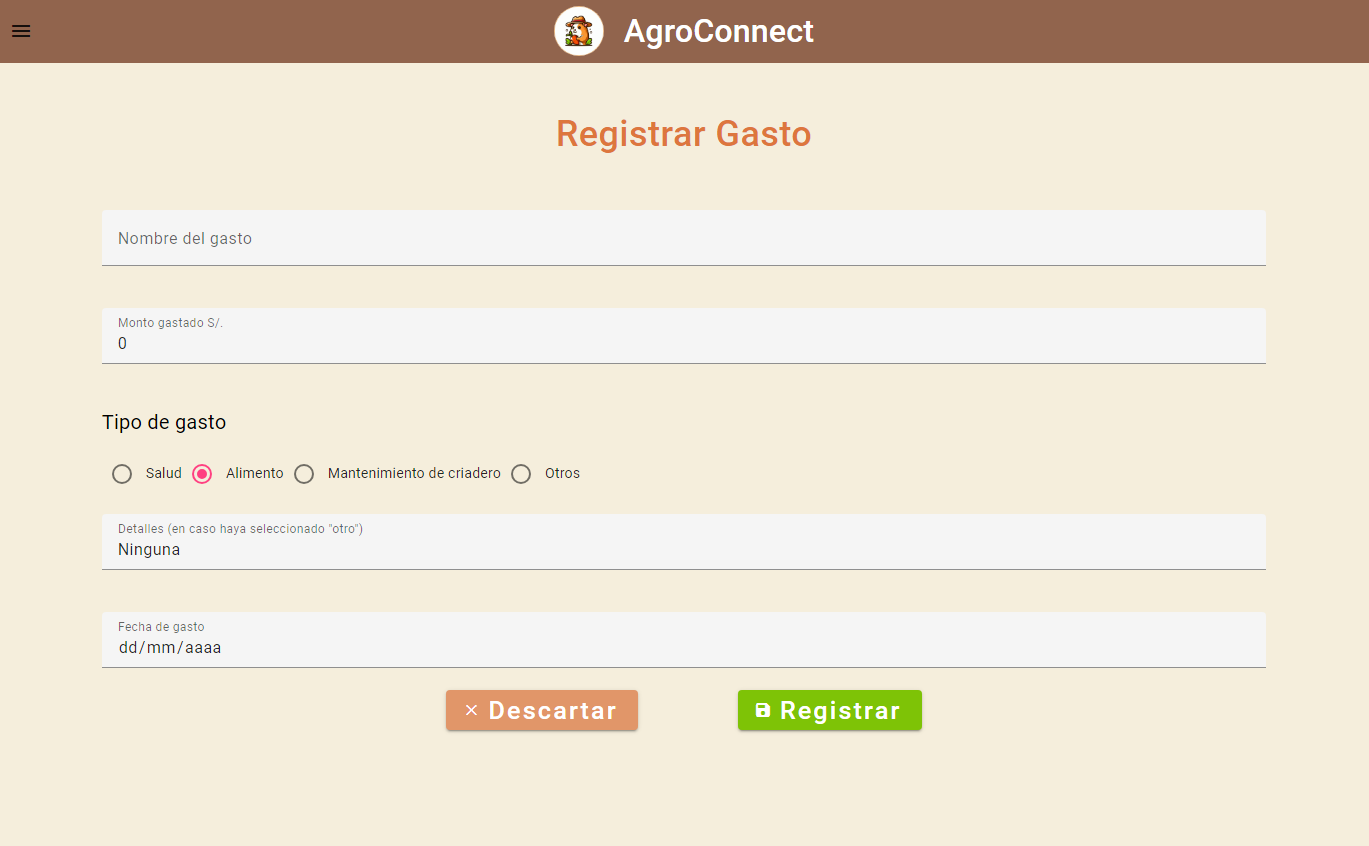 AgroConnect
Registrar Gasto
Nombre del gasto
Monto gastado S/.
0
Tipo de gasto
Salud Alimento Mantenimiento de criadero Otros
Detalles (en caso haya seleccionado "otro")
Ninguna
Fecha de gasto
dd/mm/aaaa
Descartar Registrar